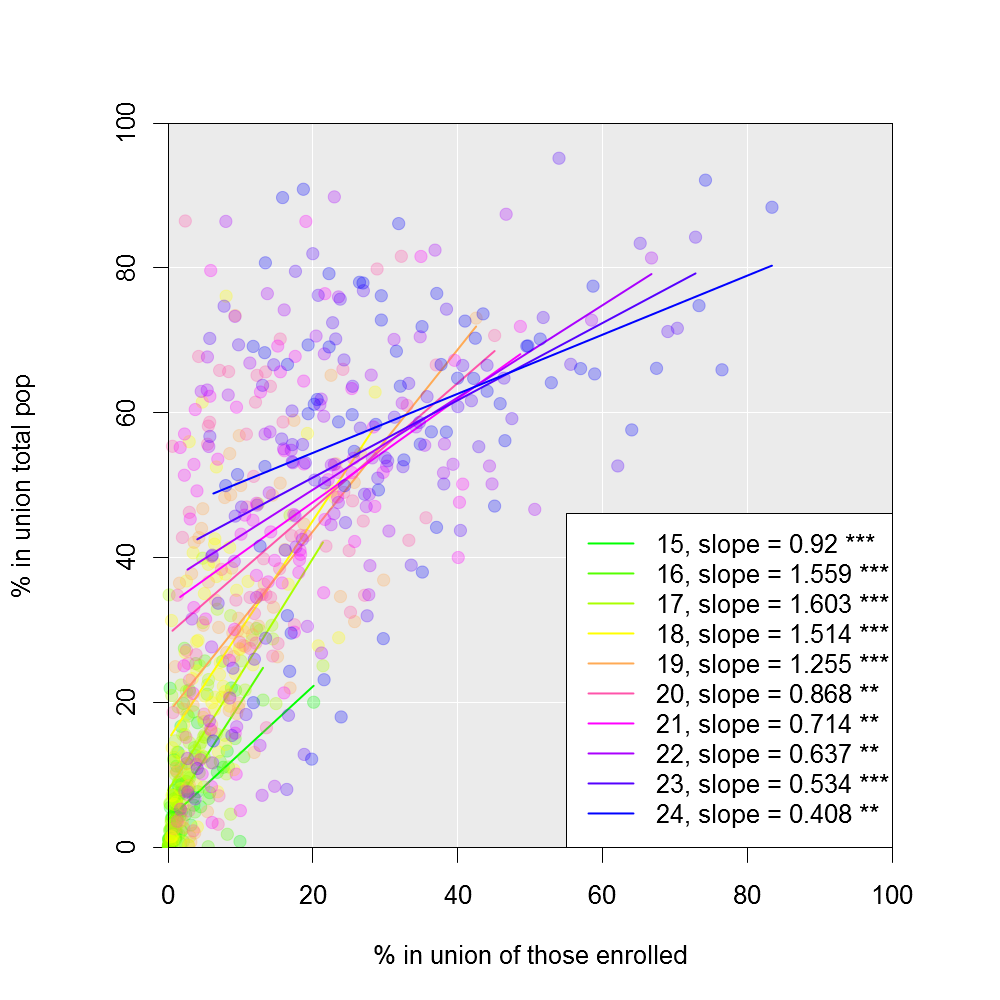 100
80
60
40
20
0
% in union total pop
0 20 40 60 80 100
% in union of those enrolled
15, slope = 0.92 ***
16, slope = 1.559 ***
17, slope = 1.603 ***
18, slope = 1.514 ***
19, slope = 1.255 ***
20, slope = 0.868 **
21, slope = 0.714 **
22, slope = 0.637 **
23, slope = 0.534 ***
24, slope = 0.408 **